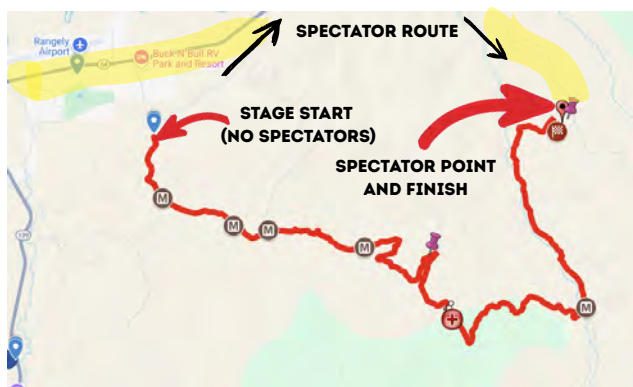 SPECTATOR ROUTE
Rangely
Airport
64
Buck-N-Bull RV
Park and Resort
STAGE START
(NO SPECTATORS)
SPECTATOR POINT
AND FINISH
M
M
M
M
M
139